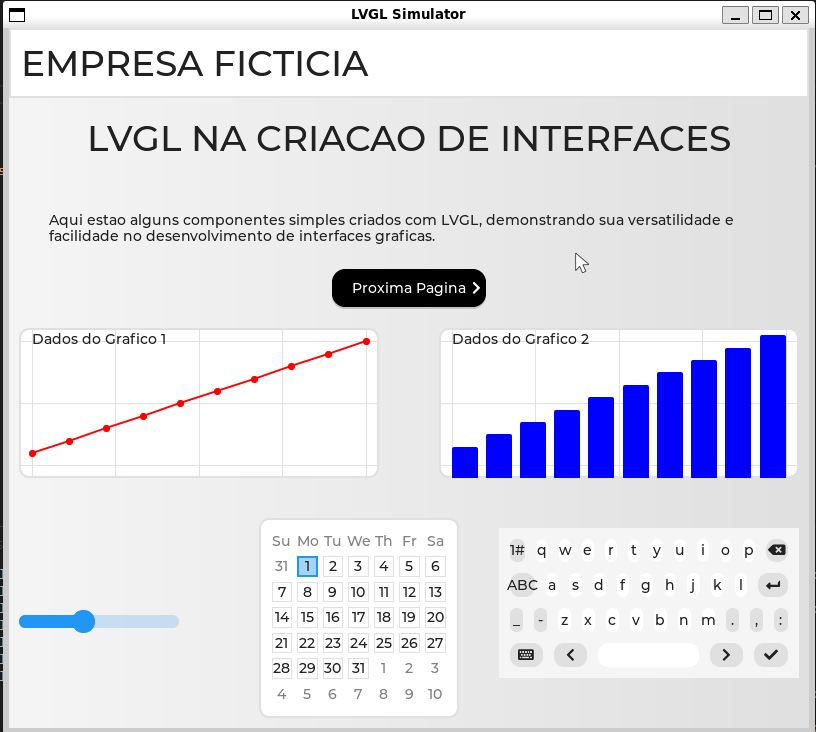 LVGL Simulator
EMPRESA FICTICIA
LVGL NA CRIACAO DE INTERFACES
Aqui estao alguns componentes simples criados com LVGL, demonstrando sua versatilidade e
facilidade no desenvolvimento de interfaces graficas.
Proxima Pagina
Dados do Grafico 1
Dados do Grafico 2
Su Mo Tu We Th Fr Sa
31 1 2 3 4 5 6
7 8 9 10 11 12 13
14 15 16 17 18 19 20
21 22 23 24 25 26 27
28 29 30 31 1 2 3
4 5 6 7 8 9 10
1# q w e r t y u i o p
ABC a s d f g h j k l
_ - z x c v b n m . , :